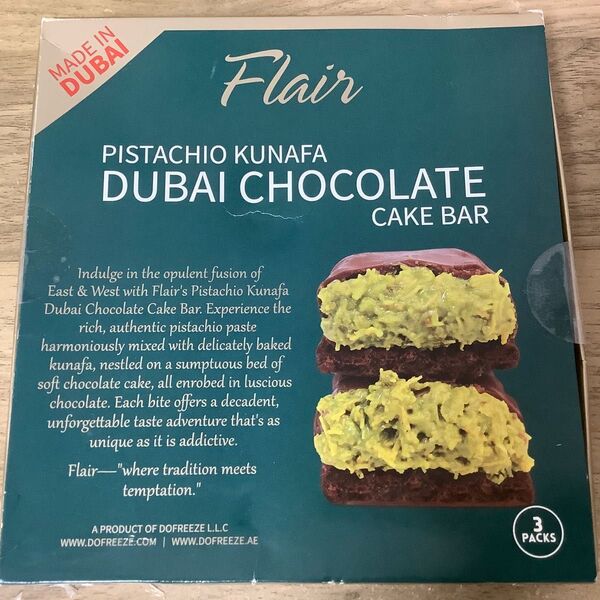 MADE IN
DUBAI
Flair
PISTACHIO KUNAFA
DUBAI CHOCOLATE
CAKE BAR
Indulge in the opulent fusion of
East & West with Flair's Pistachio Kunafa
Dubai Chocolate Cake Bar. Experience the
rich, authentic pistachio paste
harmoniously mixed with delicately baked
kunafa, nestled on a sumptuous bed of
soft chocolate cake, all enrobed in luscious
chocolate. Each bite offers a decadent,
unforgettable taste adventure that's as
unique as it is addictive.
Flair—"where tradition meets
temptation."
A PRODUCT OF DOFREEZE L.L.C
WWW.DOFREEZE.COM | WWW.DOFREEZE.AE
3
PACKS